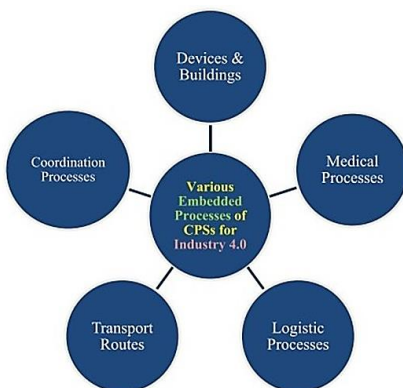 Devices &
Buildings
Coordination
Processes
Medical
Processes
Various
Embedded
Processes of
CPSs for
Industry 4.0
Transport
Routes
Logistic
Processes